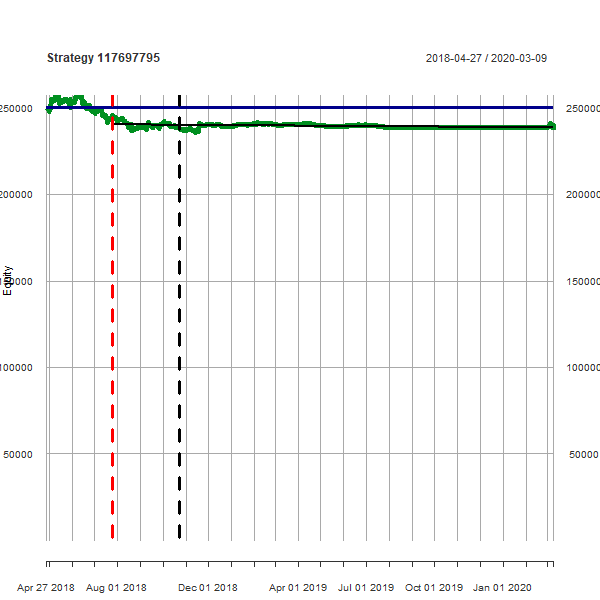 Strategy 117697795 2018-04-27 / 2020-03-09
250000 250000
200000 200000
150000 150000
100000 100000
50000 50000
Equity
Apr 27 2018 Aug 01 2018 Dec 01 2018 Apr 01 2019 Jul 01 2019 Oct 01 2019 Jan 01 2020